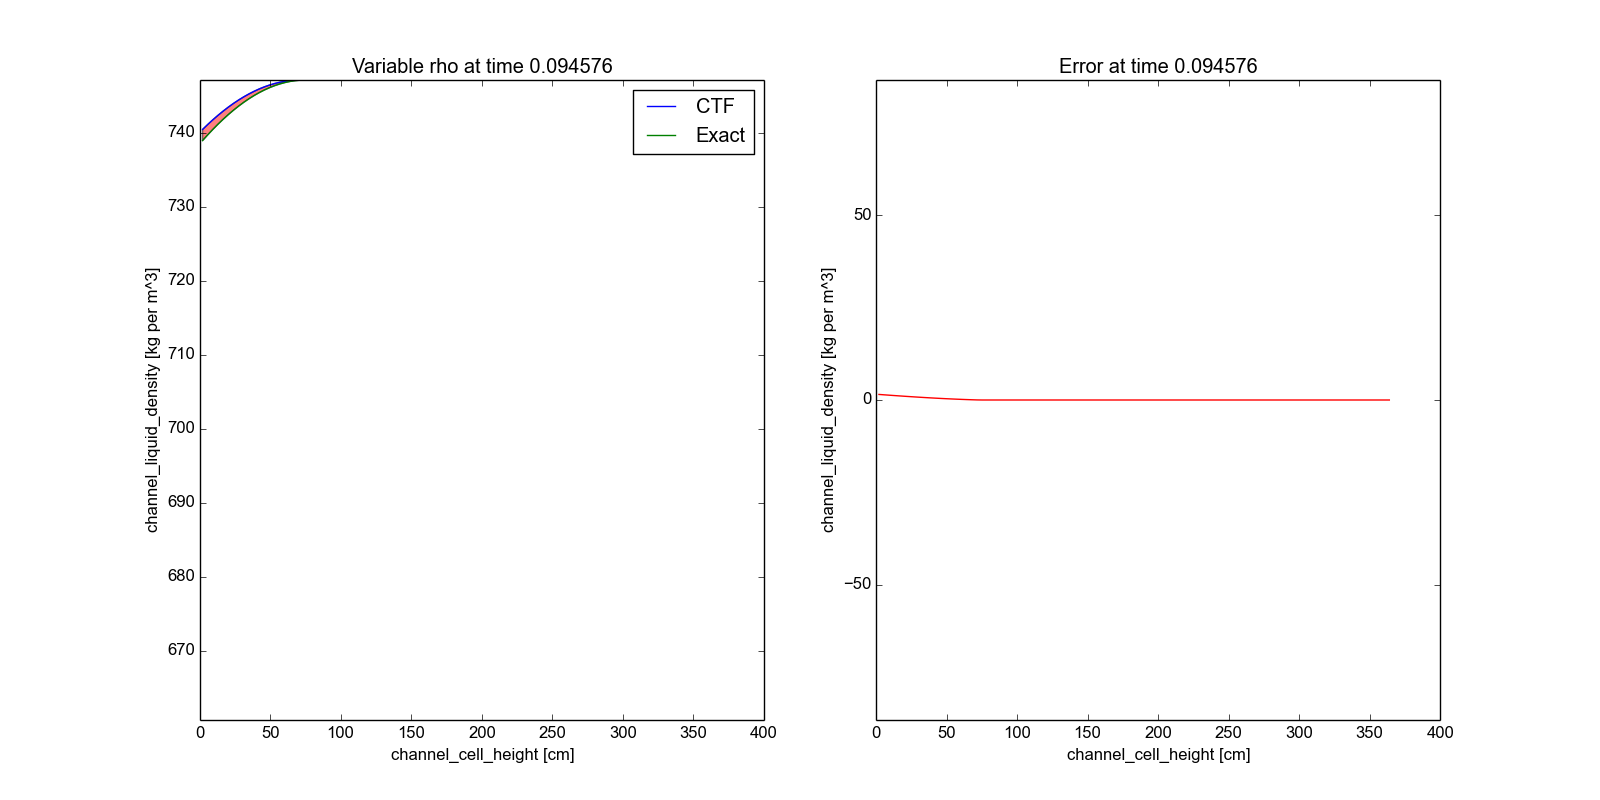 Variable rho at time 0.094576
CTF
Exact
740
730
720
710
700
690
680
670
channel_liquid_density [kg per m^3]
0 50 100 150 200 250 300 350 400
channel_cell_height [cm]
Error at time 0.094576
50
0
−50
channel_liquid_density [kg per m^3]
0 50 100 150 200 250 300 350 400
channel_cell_height [cm]